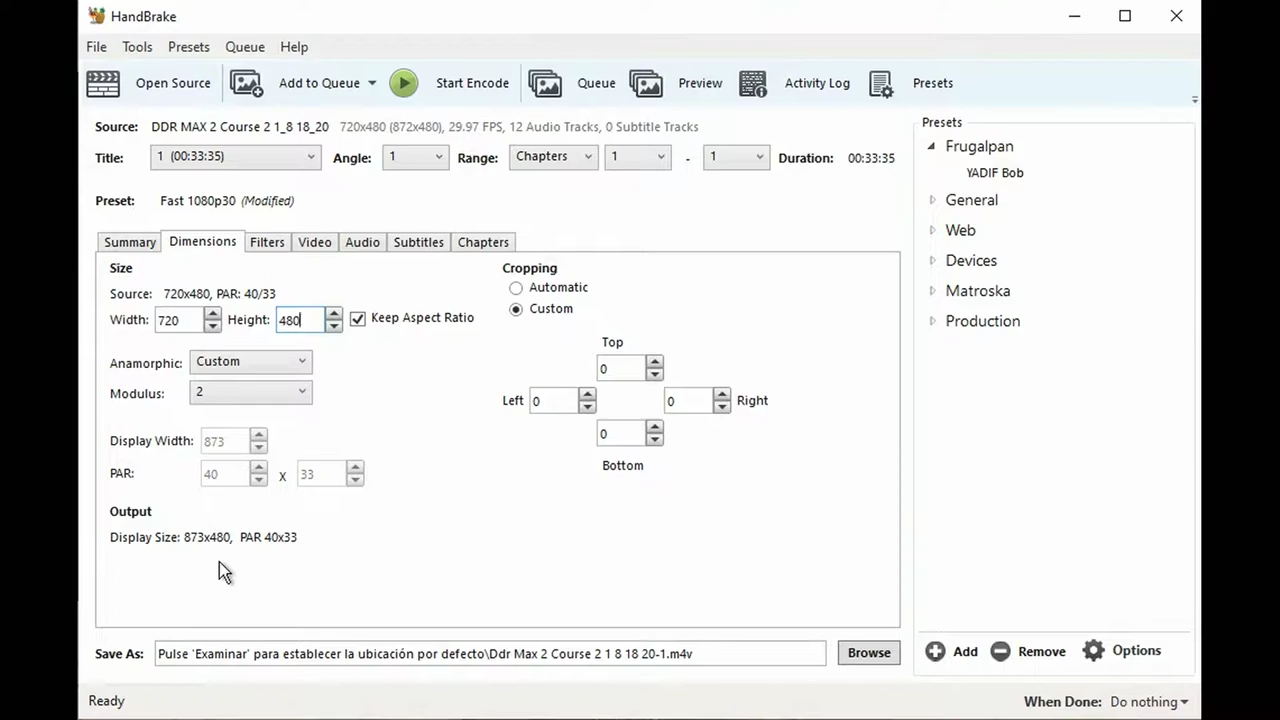 HandBrake
File Tools Presets Queue Help
Open Source Add to Queue Start Encode Queue Preview Activity Log Presets
Source: DDR MAX 2 Course 2 1_8 18_20 720x480 (872x480), 29.97 FPS, 12 Audio Tracks, 0 Subtitle Tracks
Title: 1 (00:33:35) Angle: 1 Range: Chapters 1 - 1 Duration: 00:33:35
Preset: Fast 1080p30 (Modified)
Summary Dimensions Filters Video Audio Subtitles Chapters
Size
Source: 720x480, PAR: 40/33
Width: 720 Height: 480 Keep Aspect Ratio
Anamorphic: Custom
Modulus: 2
Display Width: 873
PAR: 40 x 33
Output
Display Size: 873x480, PAR 40x33
Cropping
Automatic
Custom
Top
0
Left 0 0 Right
0
Bottom
Save As: Pulse 'Examinar' para establecer la ubicación por defecto\Ddr Max 2 Course 2 1 8 18 20-1.m4v Browse
Presets
Frugalpan
YADIF Bob
General
Web
Devices
Matroska
Production
Add Remove Options
Ready When Done: Do nothing